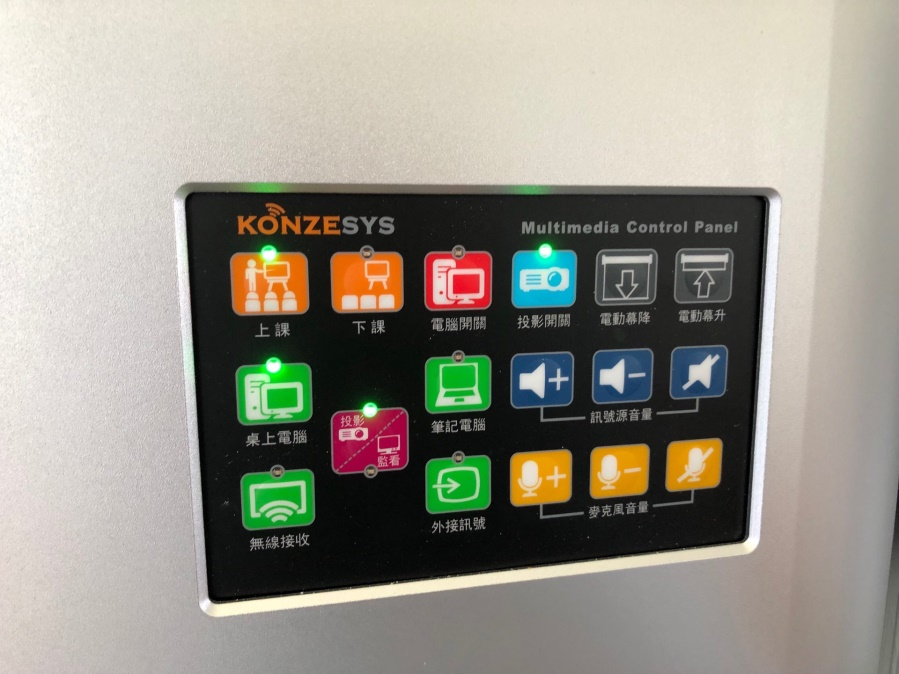 KONZESYS
Multimedia Control Panel
上課
下課
電腦開關
投影開關
電動幕降
電動幕升
桌上電腦
投影
監看
筆記電腦
訊號源音量
無線接收
外接訊號
麥克風音量